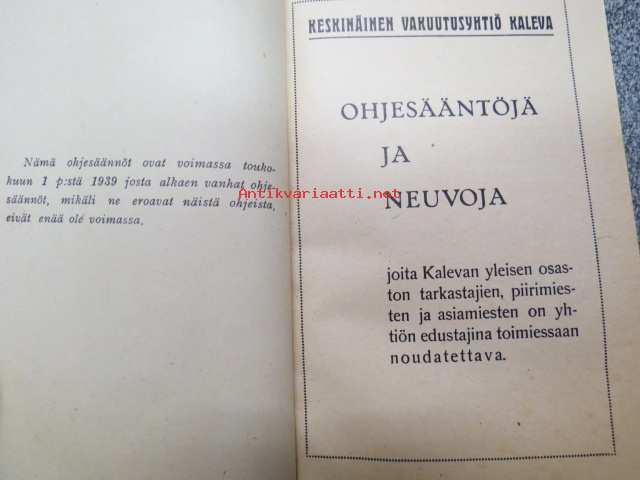 Nämä ohjesäännöt ovat voimassa touko-
kuun 1 p:stä 1939 josta alkaen vanhat ohje-
säännöt, mikäli ne eroavat näistä ohjeista,
eivät enää ole voimassa.
KESKINÄINEN VAKUUTUSYHTIÖ KALEVA
OHJESÄÄNTÖJÄ
JA
Antikvariaatti.net
NEUVOJA
joita Kalevan yleisen osas-
ton tarkastajien, piirimies-
ten ja asiamiesten on yh-
tiön edustajina toimiessaan
noudatettava.